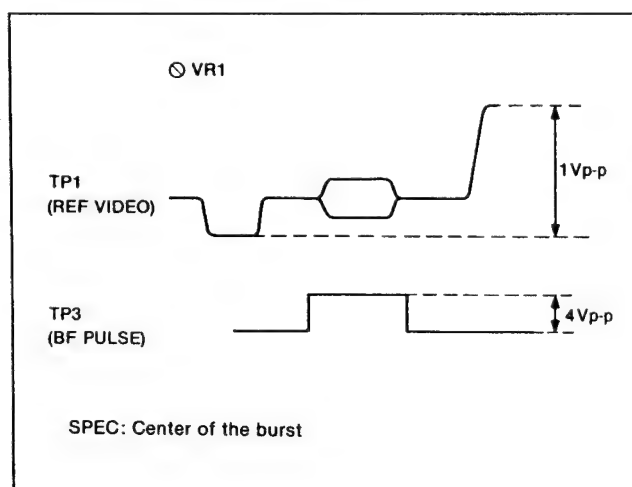 ⦸ VR1
TP1
(REF VIDEO)
1Vp-p
TP3
(BF PULSE)
4Vp-p
SPEC: Center of the burst